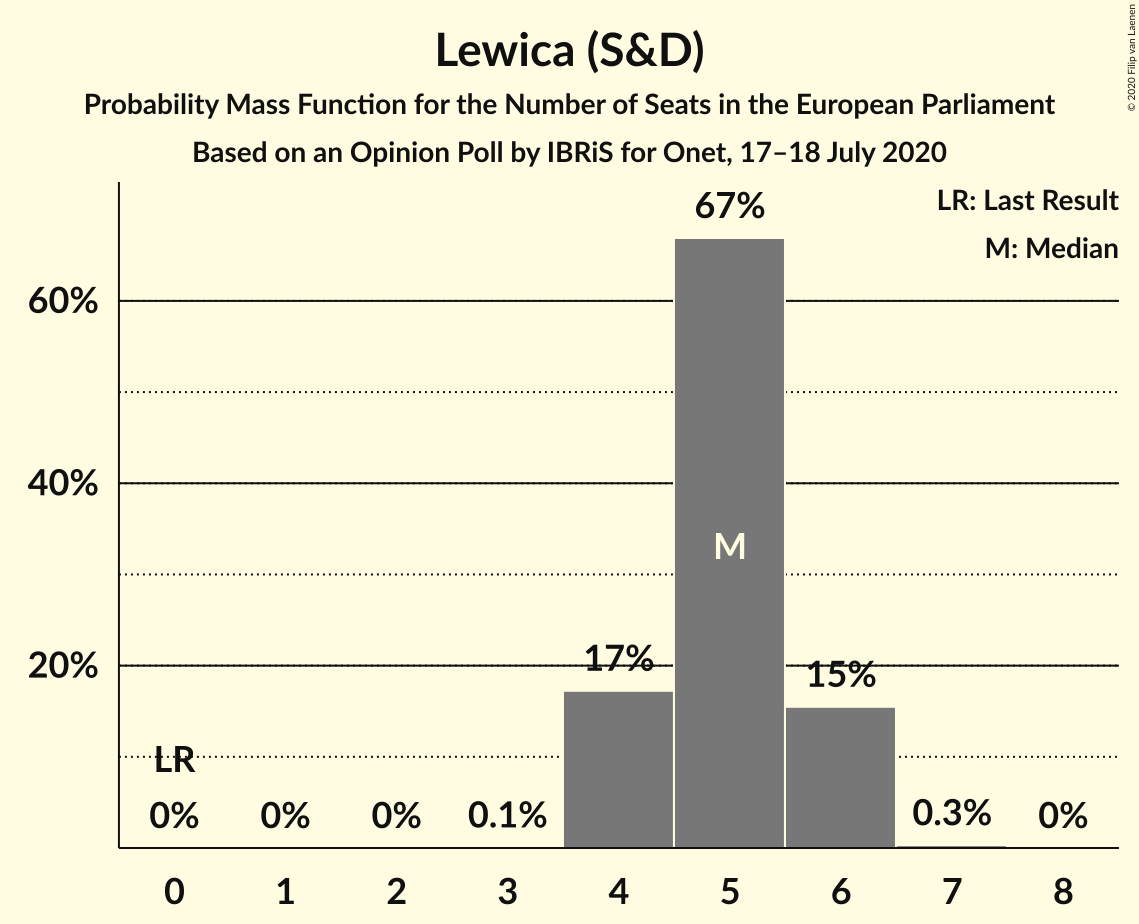 Lewica (S&D)
Probability Mass Function for the Number of Seats in the European Parliament
Based on an Opinion Poll by IBRiS for Onet, 17–18 July 2020
© 2020 Filip van Laenen
LR: Last Result
M: Median
67%
60%
40%
M
20%
17%
15%
LR
0%
0%
0%
0.1%
0.3%
0%
0 1 2 3 4 5 6 7 8